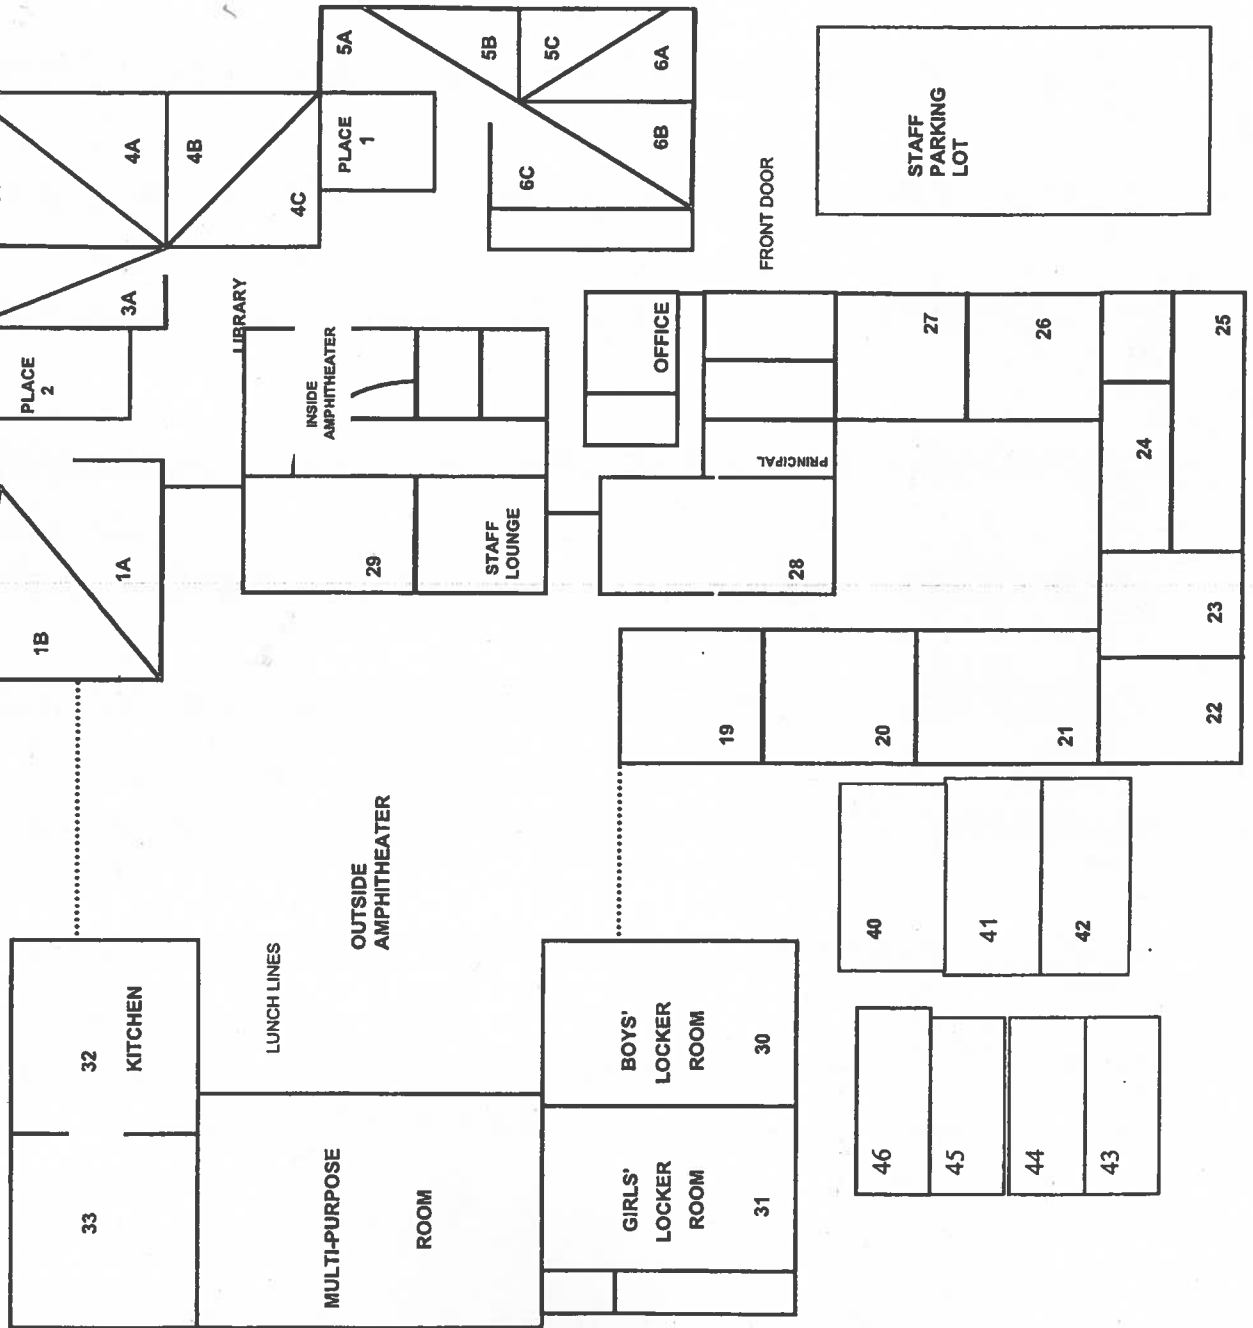 5A
5B
5C
6A
4A
4B
PLACE
1
6B
6C
4C
STAFF
PARKING
LOT
FRONT DOOR
3A
LIBRARY
PLACE
2
INSIDE
AMPHITHEATER
OFFICE
27
26
25
24
PRINCIPAL
1A
29
STAFF
LOUNGE
28
23
1B
19
20
21
22
OUTSIDE
AMPHITHEATER
40
41
42
LUNCH LINES
32
KITCHEN
BOYS'
LOCKER
ROOM
30
33
MULTI-PURPOSE
ROOM
GIRLS'
LOCKER
ROOM
31
46
45
44
43